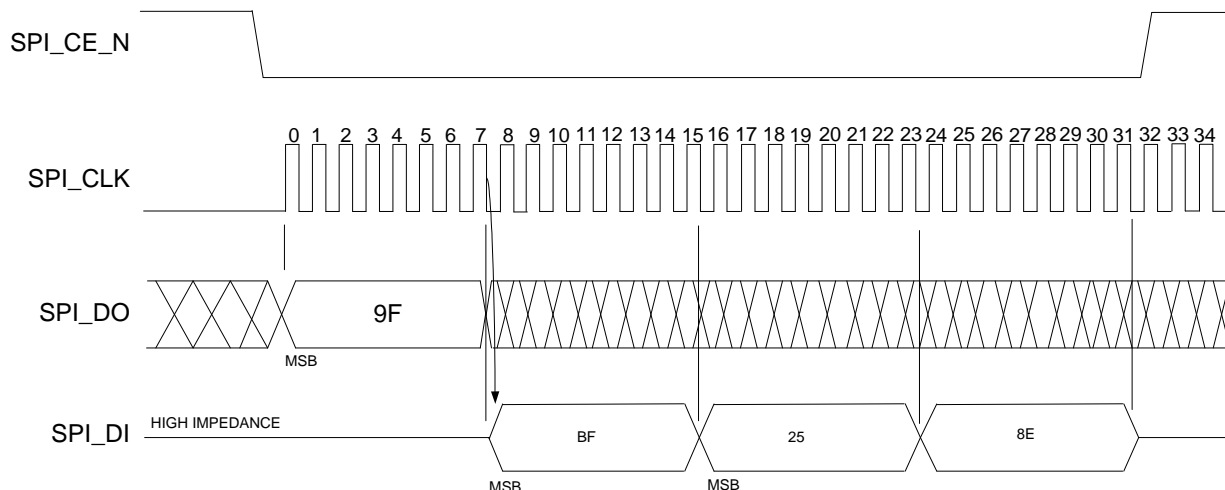 SPI_CE_N
0 1 2 3 4 5 6 7 8 9 10 11 12 13 14 15 16 17 18 19 20 21 22 23 24 25 26 27 28 29 30 31 32 33 34
SPI_CLK
SPI_DO
9F
MSB
HIGH IMPEDANCE
SPI_DI
BF
25
8E
MSB
MSB